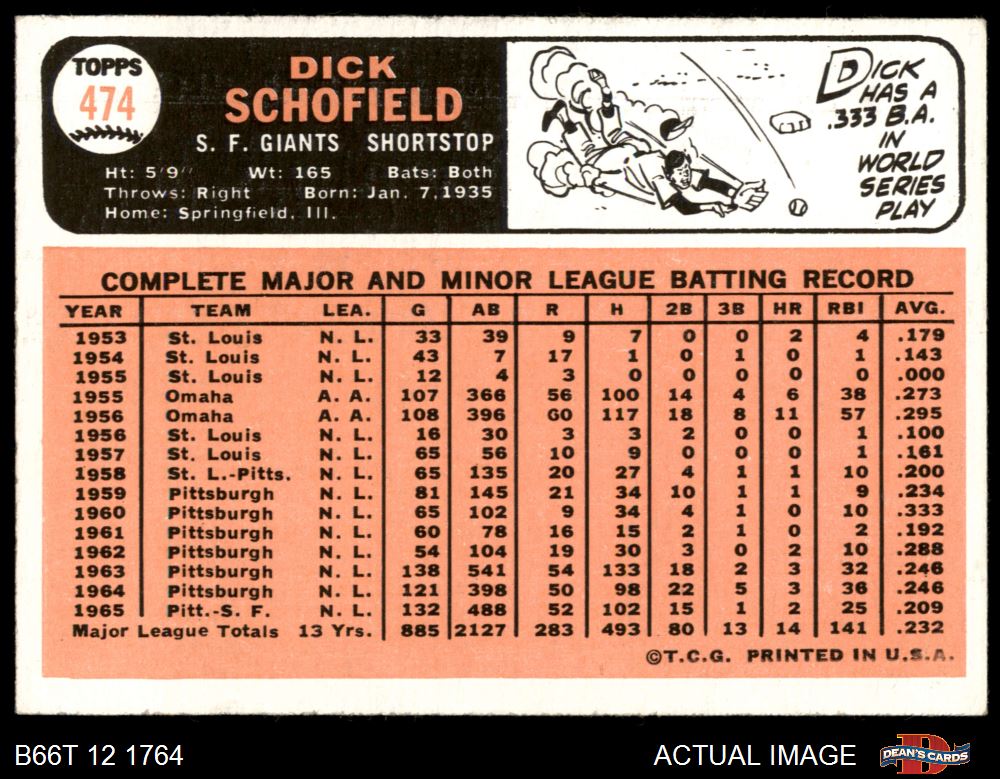 TOPPS
474
DICK
SCHOFIELD
S. F. GIANTS SHORTSTOP
Ht: 5'9" Wt: 165 Bats: Both
Throws: Right Born: Jan. 7, 1935
Home: Springfield, Ill.
DICK
HAS A
.333 B.A.
IN
WORLD
SERIES
PLAY
COMPLETE MAJOR AND MINOR LEAGUE BATTING RECORD
YEAR TEAM LEA. G AB R H 2B 3B HR RBI AVG.
1953 St. Louis N. L. 33 39 9 7 0 0 2 4 .179
1954 St. Louis N. L. 43 7 17 1 0 1 0 1 .143
1955 St. Louis N. L. 12 4 3 0 0 0 0 0 .000
1955 Omaha A. A. 107 366 56 100 14 4 6 38 .273
1956 Omaha A. A. 108 396 G0 117 18 8 11 57 .295
1956 St. Louis N. L. 16 30 3 3 2 0 0 1 .100
1957 St. Louis N. L. 65 56 10 9 0 0 0 1 .161
1958 St. L.-Pitts. N. L. 65 135 20 27 4 1 1 10 .200
1959 Pittsburgh N. L. 81 145 21 34 10 1 1 9 .234
1960 Pittsburgh N. L. 65 102 9 34 4 1 0 10 .333
1961 Pittsburgh N. L. 60 78 16 15 2 1 0 2 .192
1962 Pittsburgh N. L. 54 104 19 30 3 0 2 10 .288
1963 Pittsburgh N. L. 138 541 54 133 18 2 3 32 .246
1964 Pittsburgh N. L. 121 398 50 98 22 5 3 36 .246
1965 Pitt.-S. F. N. L. 132 488 52 102 15 1 2 25 .209
Major League Totals 13 Yrs. 885 2127 283 493 80 13 14 141 .232
©T.C.G. PRINTED IN U.S.A.
B66T 12 1764 ACTUAL IMAGE DEAN'S CARDS